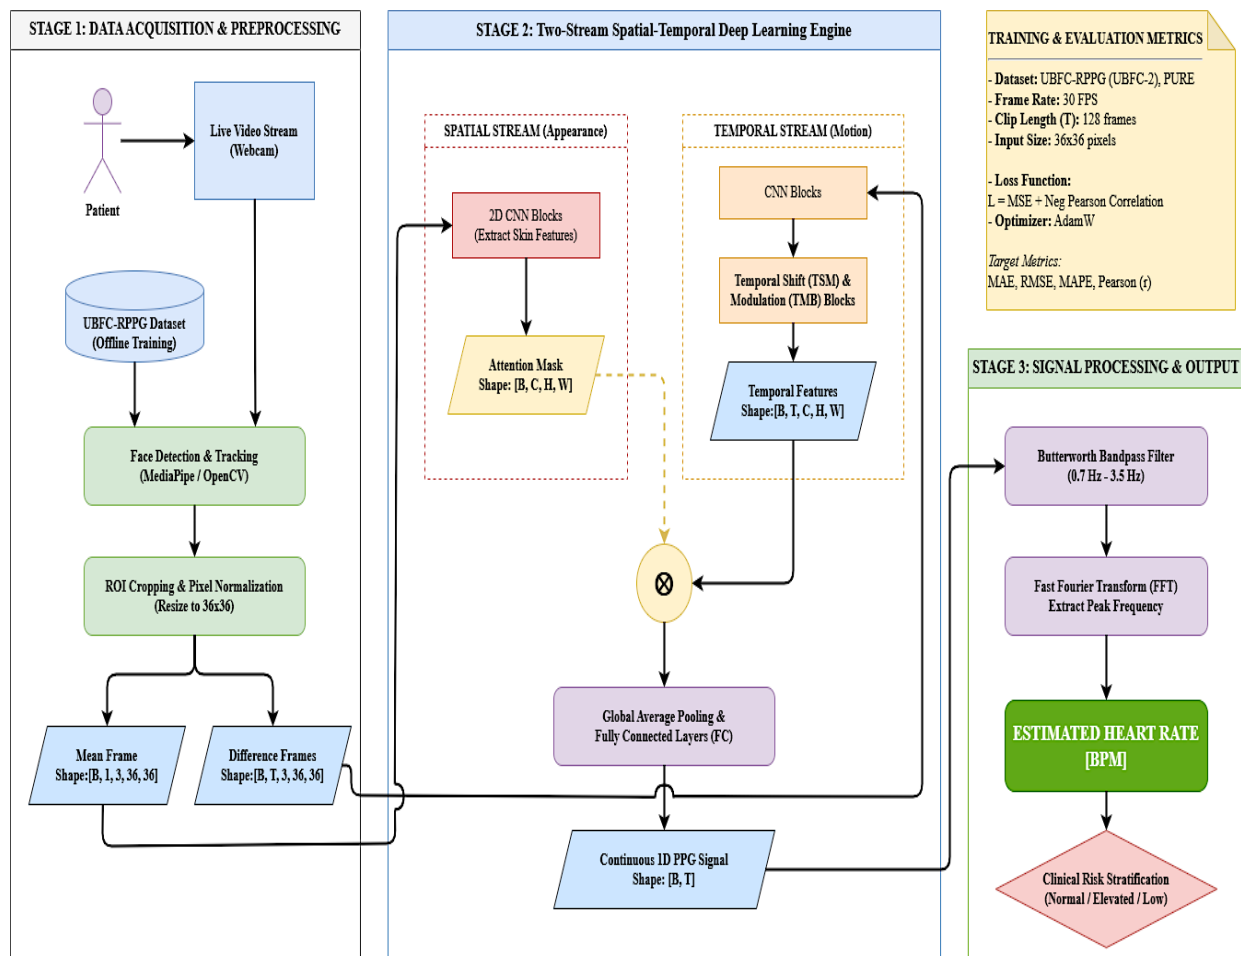 STAGE 1: DATA ACQUISITION & PREPROCESSING
Live Video Stream
(Webcam)
Patient
UBFC-RPPG Dataset
(Offline Training)
Face Detection & Tracking
(MediaPipe / OpenCV)
ROI Cropping & Pixel Normalization
(Resize to 36x36)
Mean Frame
Shape:[B, 1, 3, 36, 36]
Difference Frames
Shape:[B, T, 3, 36, 36]
STAGE 2: Two-Stream Spatial-Temporal Deep Learning Engine
SPATIAL STREAM (Appearance)
2D CNN Blocks
(Extract Skin Features)
Attention Mask
Shape: [B, C, H, W]
TEMPORAL STREAM (Motion)
CNN Blocks
Temporal Shift (TSM) &
Modulation (TMB) Blocks
Temporal Features
Shape:[B, T, C, H, W]
⊗
Global Average Pooling &
Fully Connected Layers (FC)
Continuous 1D PPG Signal
Shape: [B, T]
TRAINING & EVALUATION METRICS
- Dataset: UBFC-RPPG (UBFC-2), PURE
- Frame Rate: 30 FPS
- Clip Length (T): 128 frames
- Input Size: 36x36 pixels
- Loss Function:
L = MSE + Neg Pearson Correlation
- Optimizer: AdamW
Target Metrics:
MAE, RMSE, MAPE, Pearson (r)
STAGE 3: SIGNAL PROCESSING & OUTPUT
Butterworth Bandpass Filter
(0.7 Hz - 3.5 Hz)
Fast Fourier Transform (FFT)
Extract Peak Frequency
ESTIMATED HEART RATE
[BPM]
Clinical Risk Stratification
(Normal / Elevated / Low)